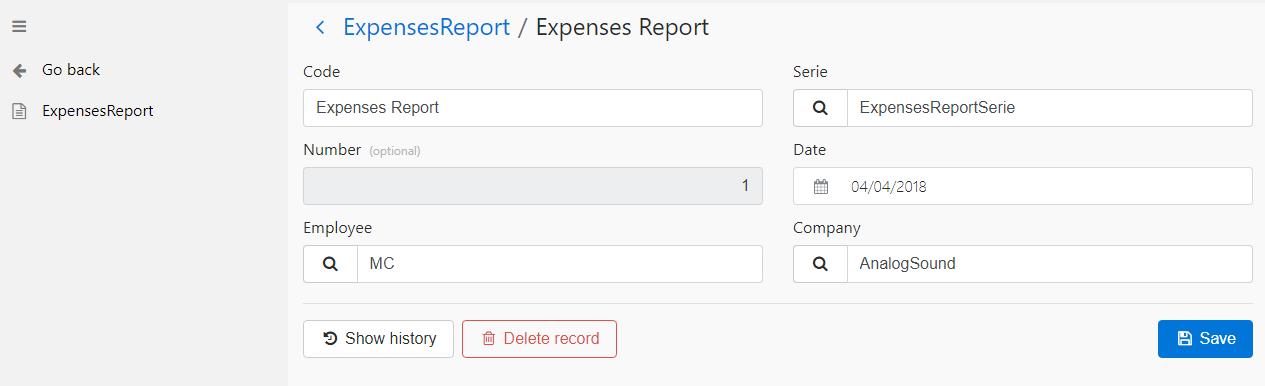 ExpensesReport / Expenses Report
Go back
ExpensesReport
Code
Serie
Expenses Report
ExpensesReportSerie
Number (optional)
Date
1
04/04/2018
Employee
Company
MC
AnalogSound
Show history
Delete record
Save